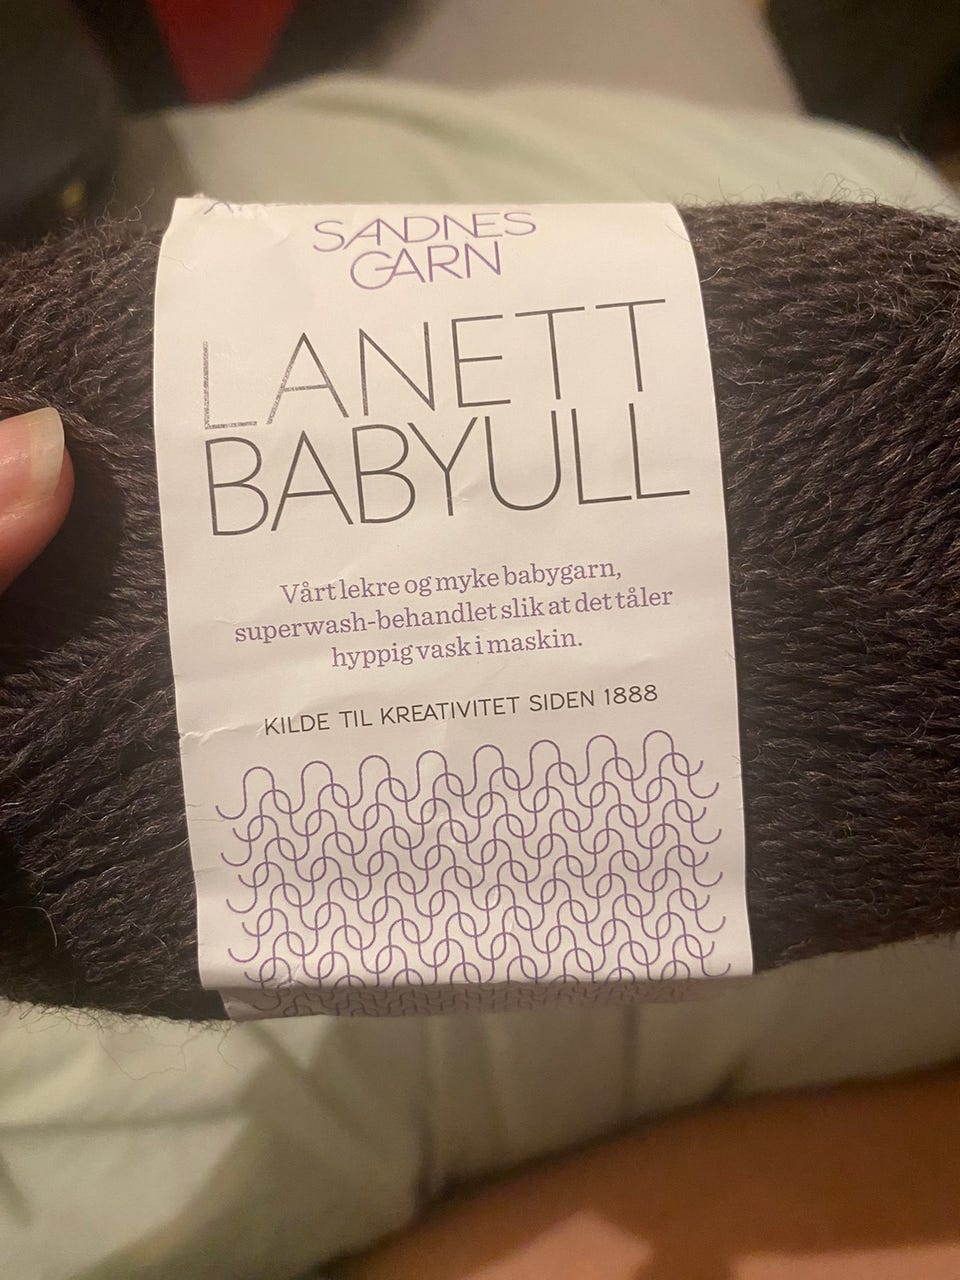 SANDNES
GARN
LANETT
BABYULL
Vårt lekre og myke babygarn,
superwash-behandlet slik at det tåler
hyppig vask i maskin.
KILDE TIL KREATIVITET SIDEN 1888